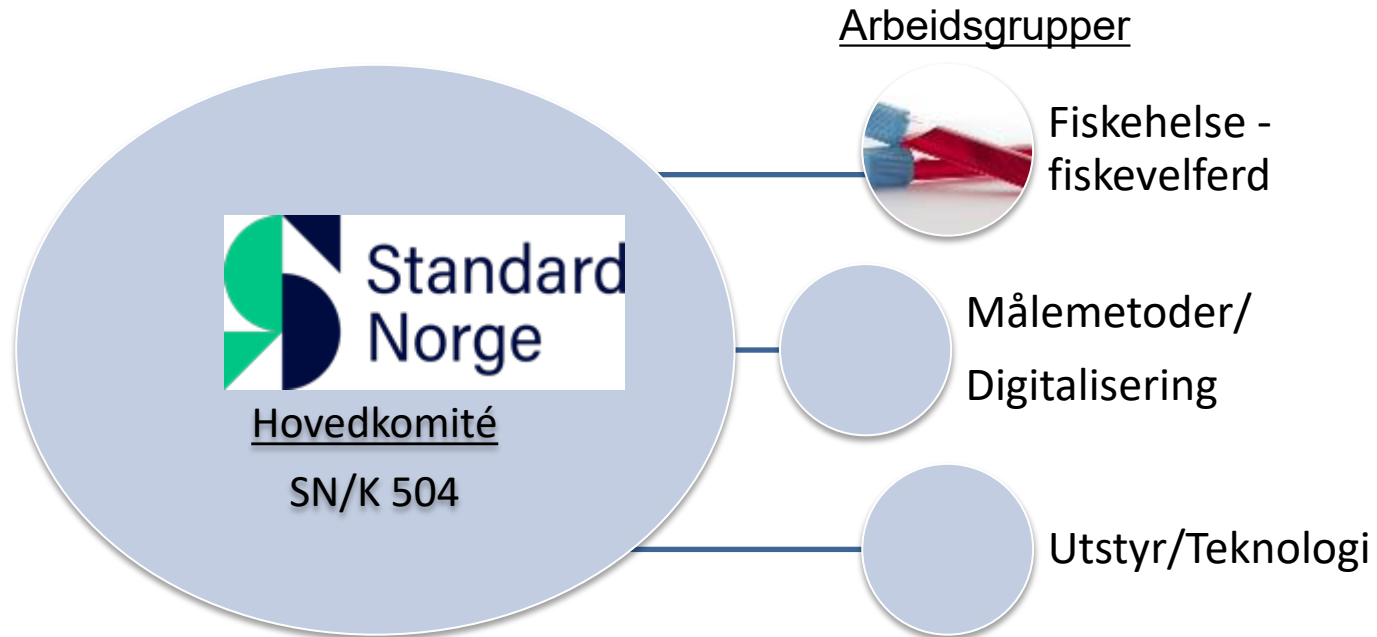 Arbeidsgrupper
Fiskehelse -
fiskevelferd
Standard
Norge
Hovedkomité
SN/K 504
Målemetoder/
Digitalisering
Utstyr/Teknologi